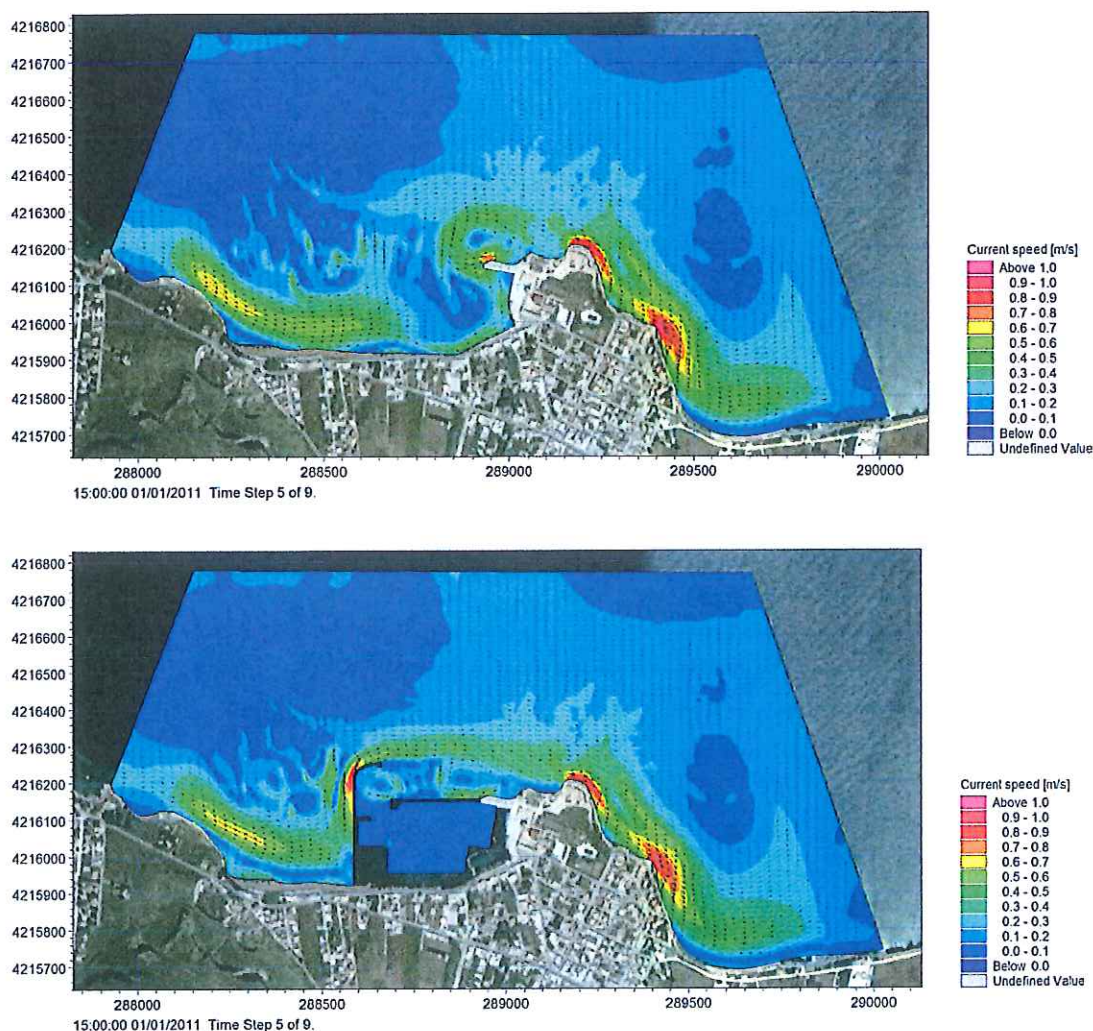 4216800
4216700
4216600
4216500
4216400
4216300
4216200
4216100
4216000
4215900
4215800
4215700
288000 288500 289000 289500 290000
15:00:00 01/01/2011 Time Step 5 of 9.
Current speed [m/s]
Above 1.0
0.9 - 1.0
0.8 - 0.9
0.7 - 0.8
0.6 - 0.7
0.5 - 0.6
0.4 - 0.5
0.3 - 0.4
0.2 - 0.3
0.1 - 0.2
0.0 - 0.1
Below 0.0
Undefined Value
4216800
4216700
4216600
4216500
4216400
4216300
4216200
4216100
4216000
4215900
4215800
4215700
288000 288500 289000 289500 290000
15:00:00 01/01/2011 Time Step 5 of 9.
Current speed [m/s]
Above 1.0
0.9 - 1.0
0.8 - 0.9
0.7 - 0.8
0.6 - 0.7
0.5 - 0.6
0.4 - 0.5
0.3 - 0.4
0.2 - 0.3
0.1 - 0.2
0.0 - 0.1
Below 0.0
Undefined Value